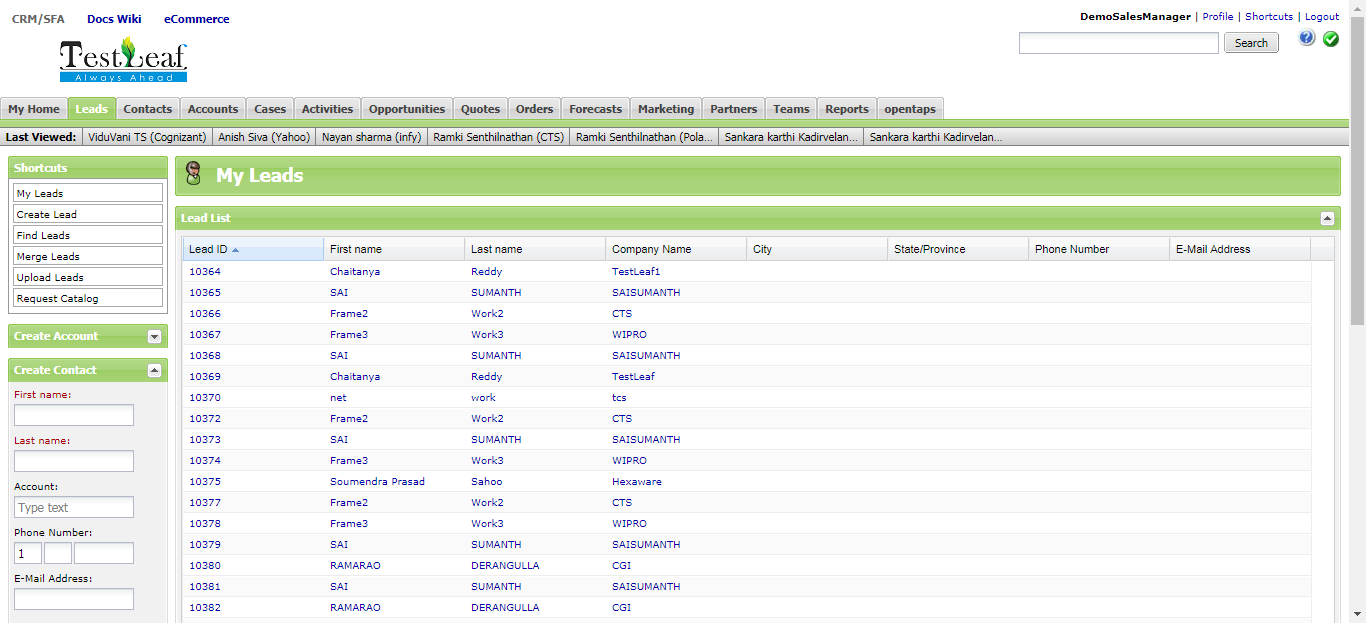 CRM/SFA Docs Wiki eCommerce
DemoSalesManager | Profile | Shortcuts | Logout
TestLeaf
Always Ahead
Search
My Home Leads Contacts Accounts Cases Activities Opportunities Quotes Orders Forecasts Marketing Partners Teams Reports opentaps
Last Viewed: ViduVani TS (Cognizant) Anish Siva (Yahoo) Nayan sharma (infy) Ramki Senthilnathan (CTS) Ramki Senthilnathan (Pola... Sankara karthi Kadirvelan... Sankara karthi Kadirvelan...
Shortcuts
My Leads
Create Lead
Find Leads
Merge Leads
Upload Leads
Request Catalog
Create Account
Create Contact
First name:
Last name:
Account:
Type text
Phone Number:
1
E-Mail Address:
My Leads
Lead List
Lead ID First name Last name Company Name City State/Province Phone Number E-Mail Address
10364 Chaitanya Reddy TestLeaf1
10365 SAI SUMANTH SAISUMANTH
10366 Frame2 Work2 CTS
10367 Frame3 Work3 WIPRO
10368 SAI SUMANTH SAISUMANTH
10369 Chaitanya Reddy TestLeaf
10370 net work tcs
10372 Frame2 Work2 CTS
10373 SAI SUMANTH SAISUMANTH
10374 Frame3 Work3 WIPRO
10375 Soumendra Prasad Sahoo Hexaware
10377 Frame2 Work2 CTS
10378 Frame3 Work3 WIPRO
10379 SAI SUMANTH SAISUMANTH
10380 RAMARAO DERANGULLA CGI
10381 SAI SUMANTH SAISUMANTH
10382 RAMARAO DERANGULLA CGI